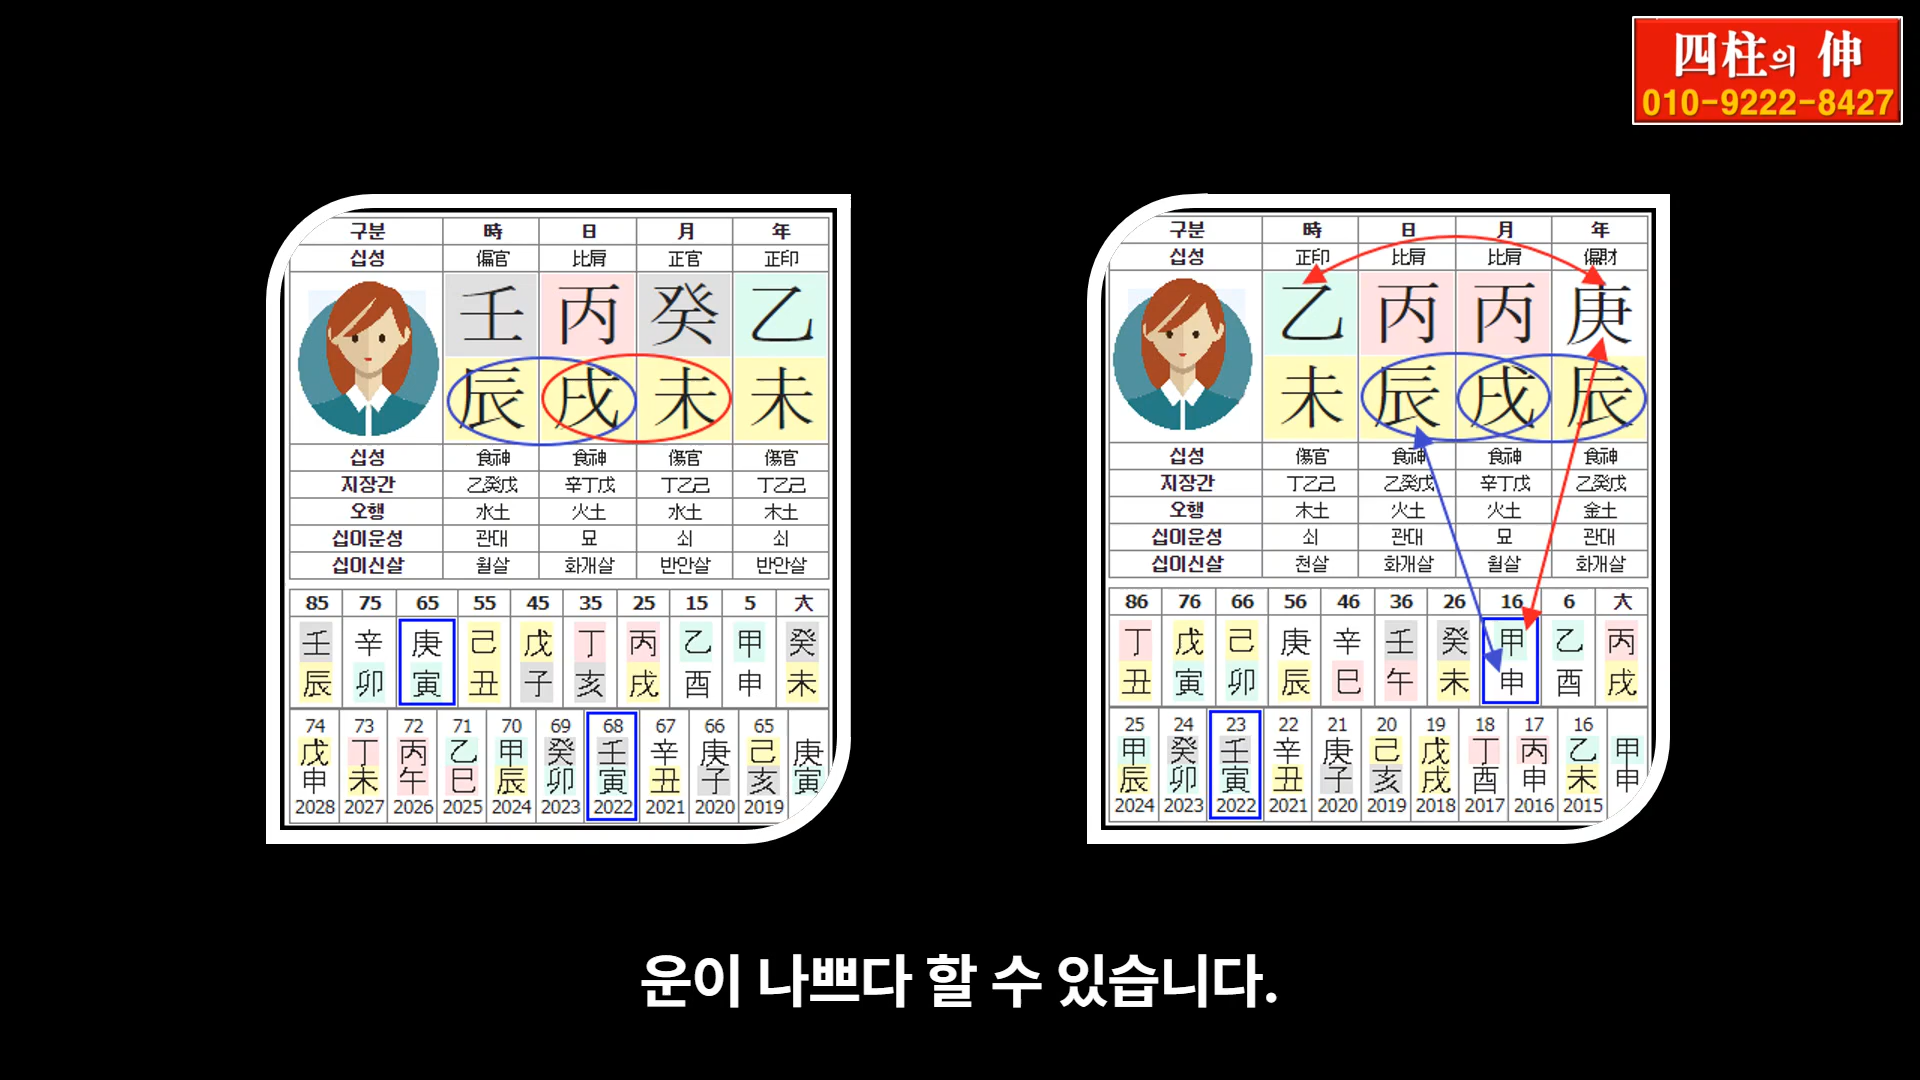 四柱의 伸
010-9222-8427
구분 時 日 月 年
십성 偏官 比肩 正官 正印
壬 丙 癸 乙
辰 戌 未 未
십성 食神 食神 傷官 傷官
지장간 乙癸戊 辛丁戊 丁乙己 丁乙己
오행 水土 火土 水土 木土
십이운성 관대 묘 쇠 쇠
십이신살 월살 화개살 반안살 반안살
85 75 65 55 45 35 25 15 5 大
壬 辛 庚 己 戊 丁 丙 乙 甲 癸
辰 卯 寅 丑 子 亥 戌 酉 申 未
74 73 72 71 70 69 68 67 66 65
戊 丁 丙 乙 甲 癸 壬 辛 庚 己 庚
申 未 午 巳 辰 卯 寅 丑 子 亥 寅
2028 2027 2026 2025 2024 2023 2022 2021 2020 2019
구분 時 日 月 年
십성 正印 比肩 比肩 偏財
乙 丙 丙 庚
未 辰 戌 辰
십성 傷官 食神 食神 食神
지장간 丁乙己 乙癸戊 辛丁戊 乙癸戊
오행 木土 火土 火土 金土
십이운성 쇠 관대 묘 관대
십이신살 천살 화개살 월살 화개살
86 76 66 56 46 36 26 16 6 大
丁 戊 己 庚 辛 壬 癸 甲 乙 丙
丑 寅 卯 辰 巳 午 未 申 酉 戌
25 24 23 22 21 20 19 18 17 16
甲 癸 壬 辛 庚 己 戊 丁 丙 乙 甲
辰 卯 寅 丑 子 亥 戌 酉 申 未 申
2024 2023 2022 2021 2020 2019 2018 2017 2016 2015
운이 나쁘다 할 수 있습니다.